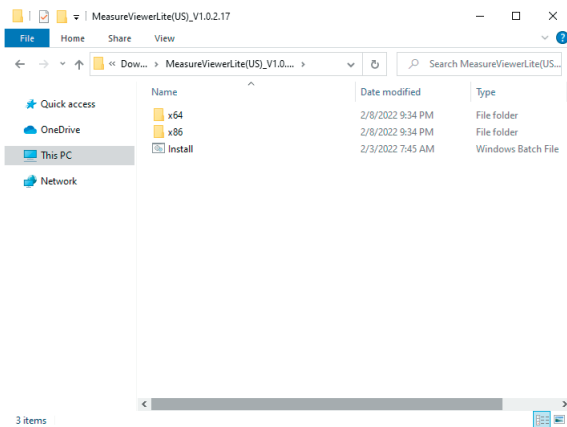 MeasureViewerLite(US)_V1.0.2.17
File Home Share View
« Dow... > MeasureViewerLite(US)_V1.0.... > Search MeasureViewerLite(US...
Name Date modified Type
Quick access
x64 2/8/2022 9:34 PM File folder
OneDrive
x86 2/8/2022 9:34 PM File folder
This PC
Install 2/3/2022 7:45 AM Windows Batch File
Network
3 items